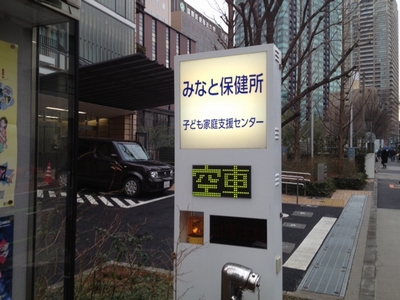 みなと保健所
子ども家庭支援センター
空車